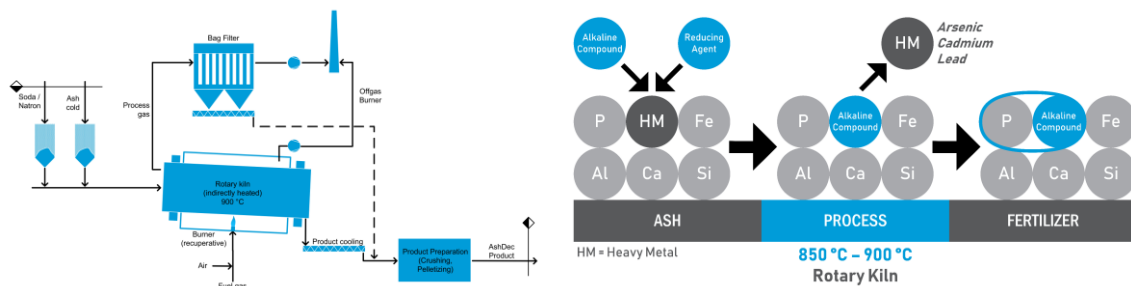 Bag Filter
Soda /
Natron
Ash
cold
Process
gas
Offgas
Burner
Rotary kiln
(indirectly heated)
900 °C
Burner
(recuperative)
Product cooling
Air
Fuel gas
Product Preparation
(Crushing,
Pelletizing)
AshDec
Product
Alkaline
Compound
Reducing
Agent
HM
Arsenic
Cadmium
Lead
P HM Fe
Al Ca Si
P Alkaline Compound Fe
Al Ca Si
P Alkaline Compound Fe
Al Ca Si
ASH PROCESS FERTILIZER
HM = Heavy Metal
850 °C – 900 °C
Rotary Kiln